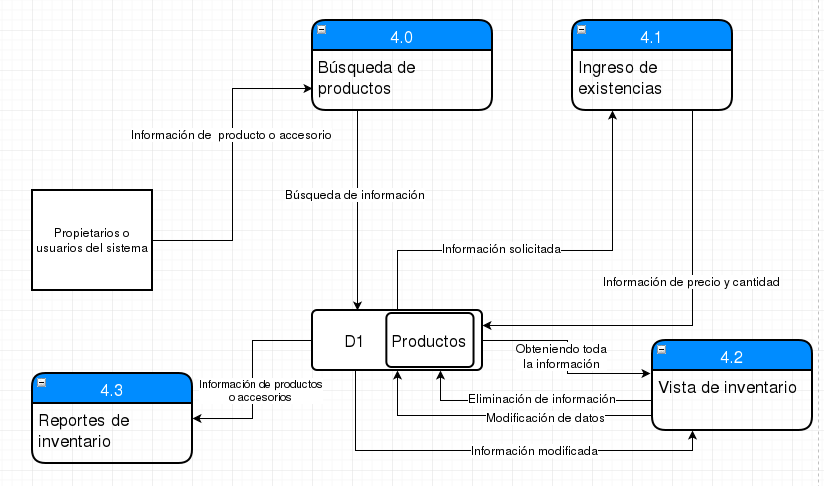 4.0
Búsqueda de
productos
4.1
Ingreso de
existencias
Información de  producto o accesorio
Búsqueda de información
Propietarios o
usuarios del sistema
Información solicitada
Información de precio y cantidad
D1
Productos
Obteniendo toda
la información
4.2
Vista de inventario
4.3
Reportes de
inventario
Información de productos
o accesorios
Eliminación de información
Modificación de datos
Información modificada